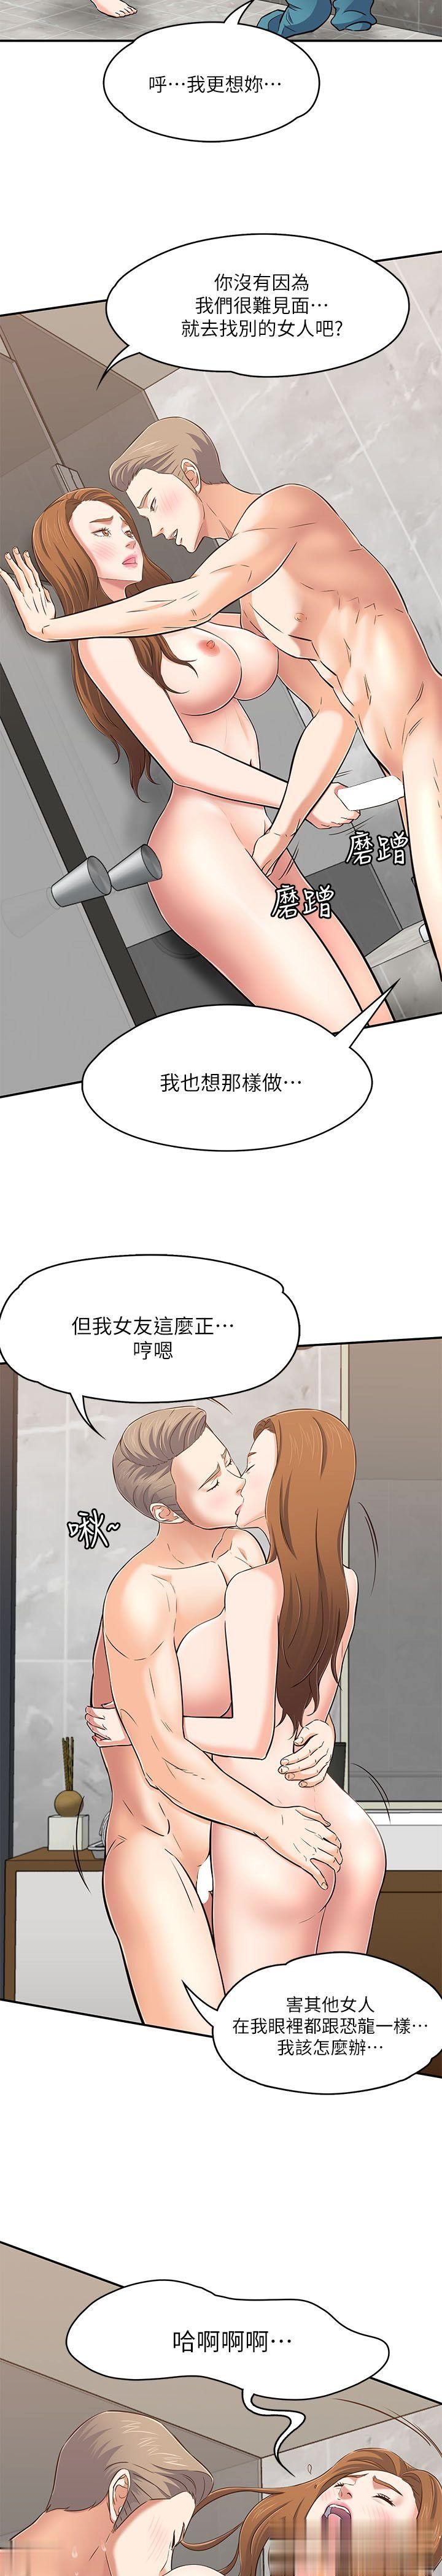 呼⋯我更想妳⋯
你沒有因為
我們很難見面⋯
就去找別的女人吧?
磨蹭
磨蹭
我也想那樣做⋯
但我女友這麼正⋯
哼嗯
啾~
害其他女人
在我眼裡都跟恐龍一樣⋯
我該怎麼辦⋯
哈啊啊啊⋯